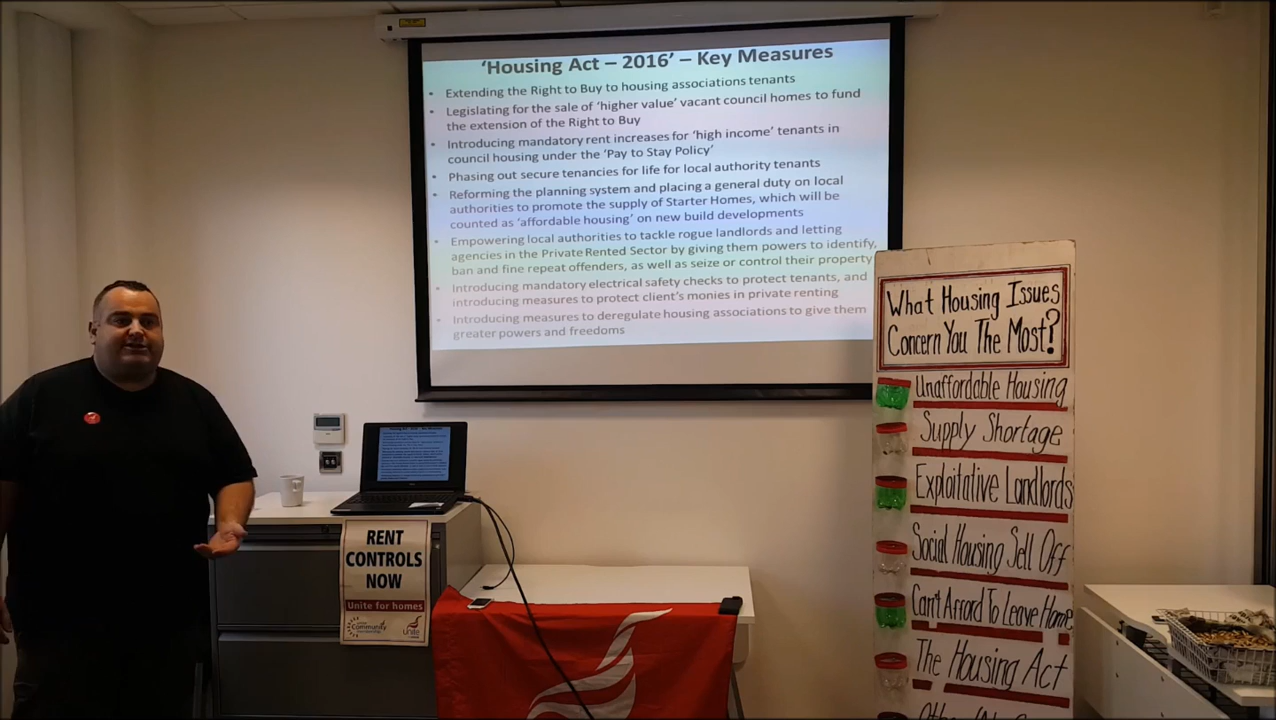 'Housing Act – 2016' – Key Measures
• Extending the Right to Buy to housing associations tenants
• Legislating for the sale of 'higher value' vacant council homes to fund
the extension of the Right to Buy
• Introducing mandatory rent increases for 'high income' tenants in
council housing under the 'Pay to Stay Policy'
• Phasing out secure tenancies for life for local authority tenants
• Reforming the planning system and placing a general duty on local
authorities to promote the supply of Starter Homes, which will be
counted as 'affordable housing' on new build developments
• Empowering local authorities to tackle rogue landlords and letting
agencies in the Private Rented Sector by giving them powers to identify,
ban and fine repeat offenders, as well as seize or control their property
• Introducing mandatory electrical safety checks to protect tenants, and
introducing measures to protect client's monies in private renting
• Introducing measures to deregulate housing associations to give them
greater powers and freedoms
What Housing Issues
Concern You The Most?
Unaffordable Housing
Supply Shortage
Exploitative Landlords
Social Housing Sell Off
Can't Afford To Leave Home
The Housing Act
RENT
CONTROLS
NOW
Unite for homes
Community
unite